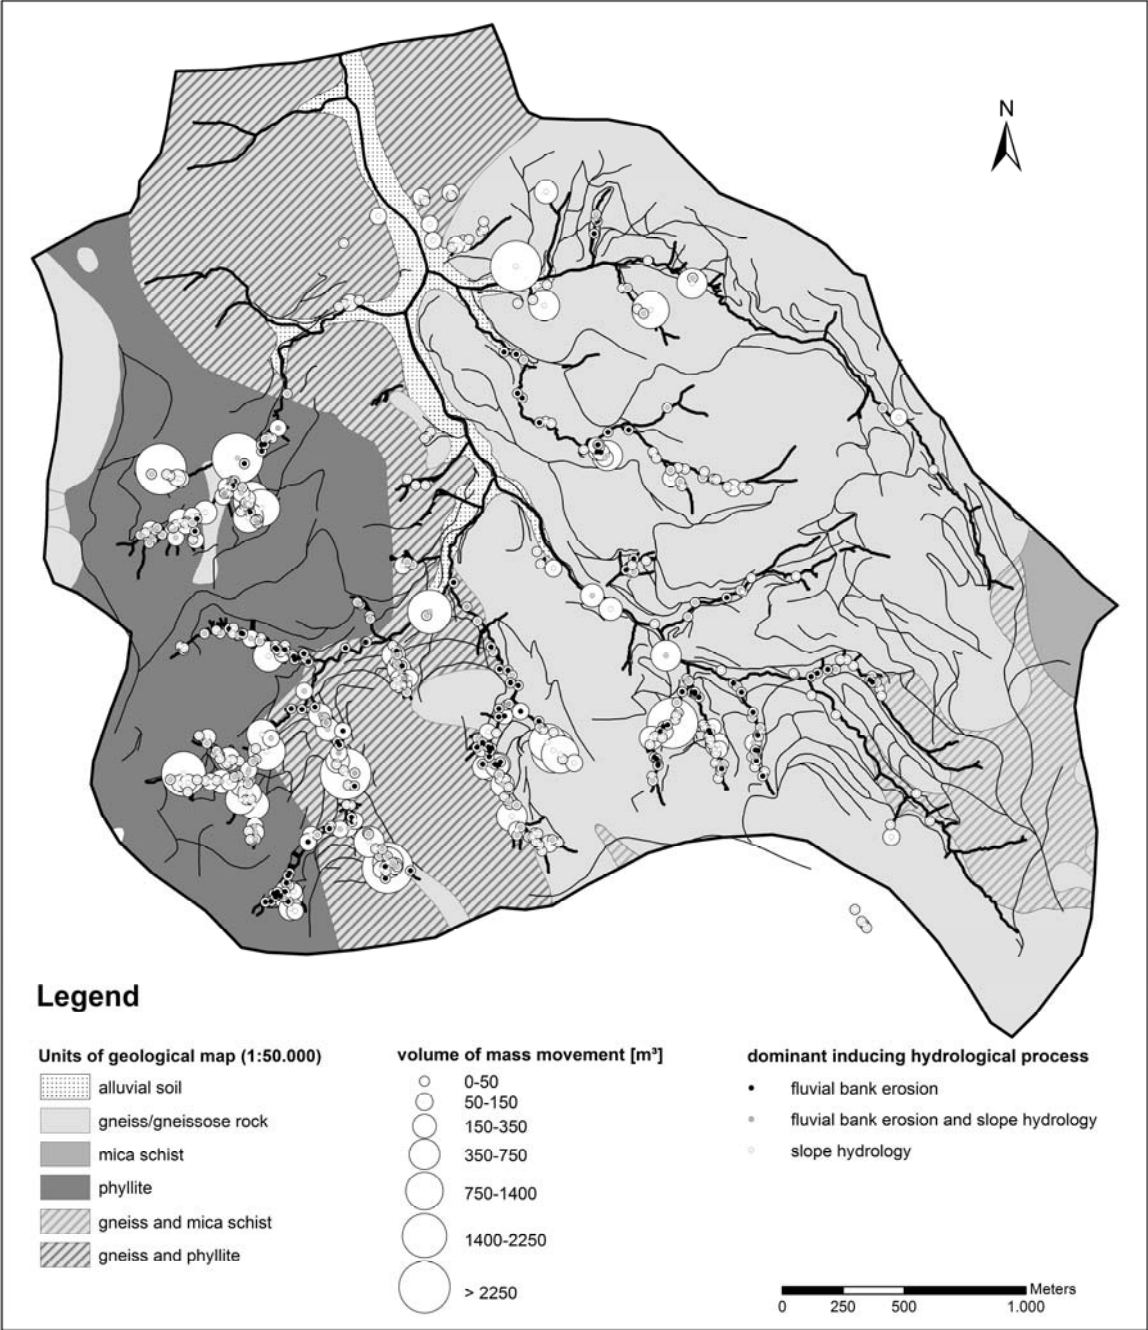 N
Legend
Units of geological map (1:50.000)
alluvial soil
gneiss/gneissose rock
mica schist
phyllite
gneiss and mica schist
gneiss and phyllite
volume of mass movement [m³]
0-50
50-150
150-350
350-750
750-1400
1400-2250
> 2250
dominant inducing hydrological process
fluvial bank erosion
fluvial bank erosion and slope hydrology
slope hydrology
Meters
0 250 500 1.000